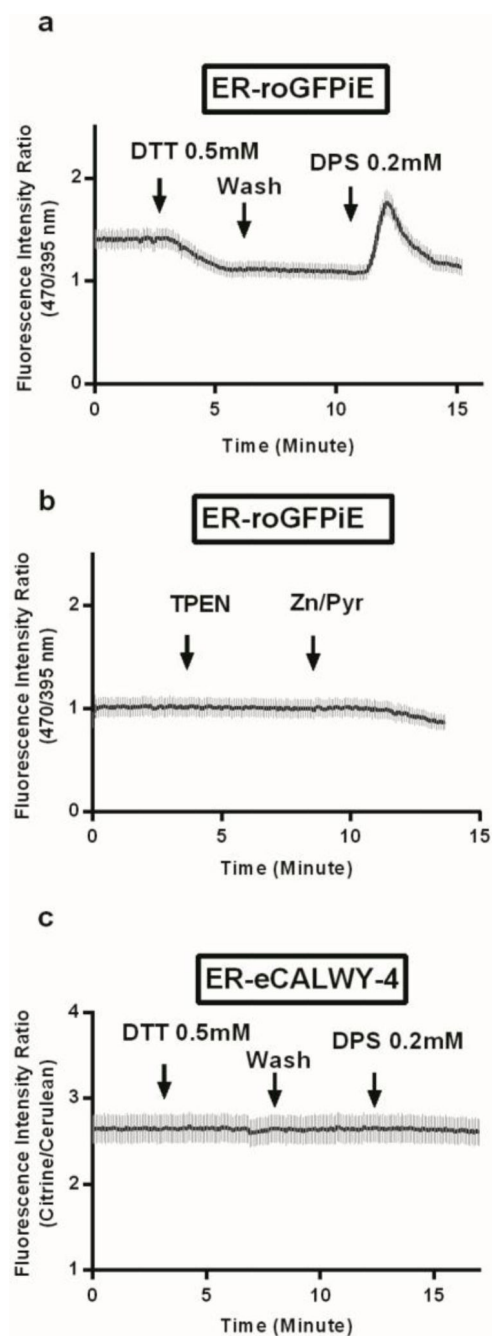 a
ER-roGFPiE
DTT 0.5mM
Wash
DPS 0.2mM
Fluorescence Intensity Ratio
(470/395 nm)
2
1
0
0 5 10 15
Time (Minute)
b
ER-roGFPiE
TPEN
Zn/Pyr
Fluorescence Intensity Ratio
(470/395 nm)
2
1
0
0 5 10 15
Time (Minute)
c
ER-eCALWY-4
DTT 0.5mM
Wash
DPS 0.2mM
Fluorescence Intensity Ratio
(Citrine/Cerulean)
4
3
2
1
0 5 10 15
Time (Minute)